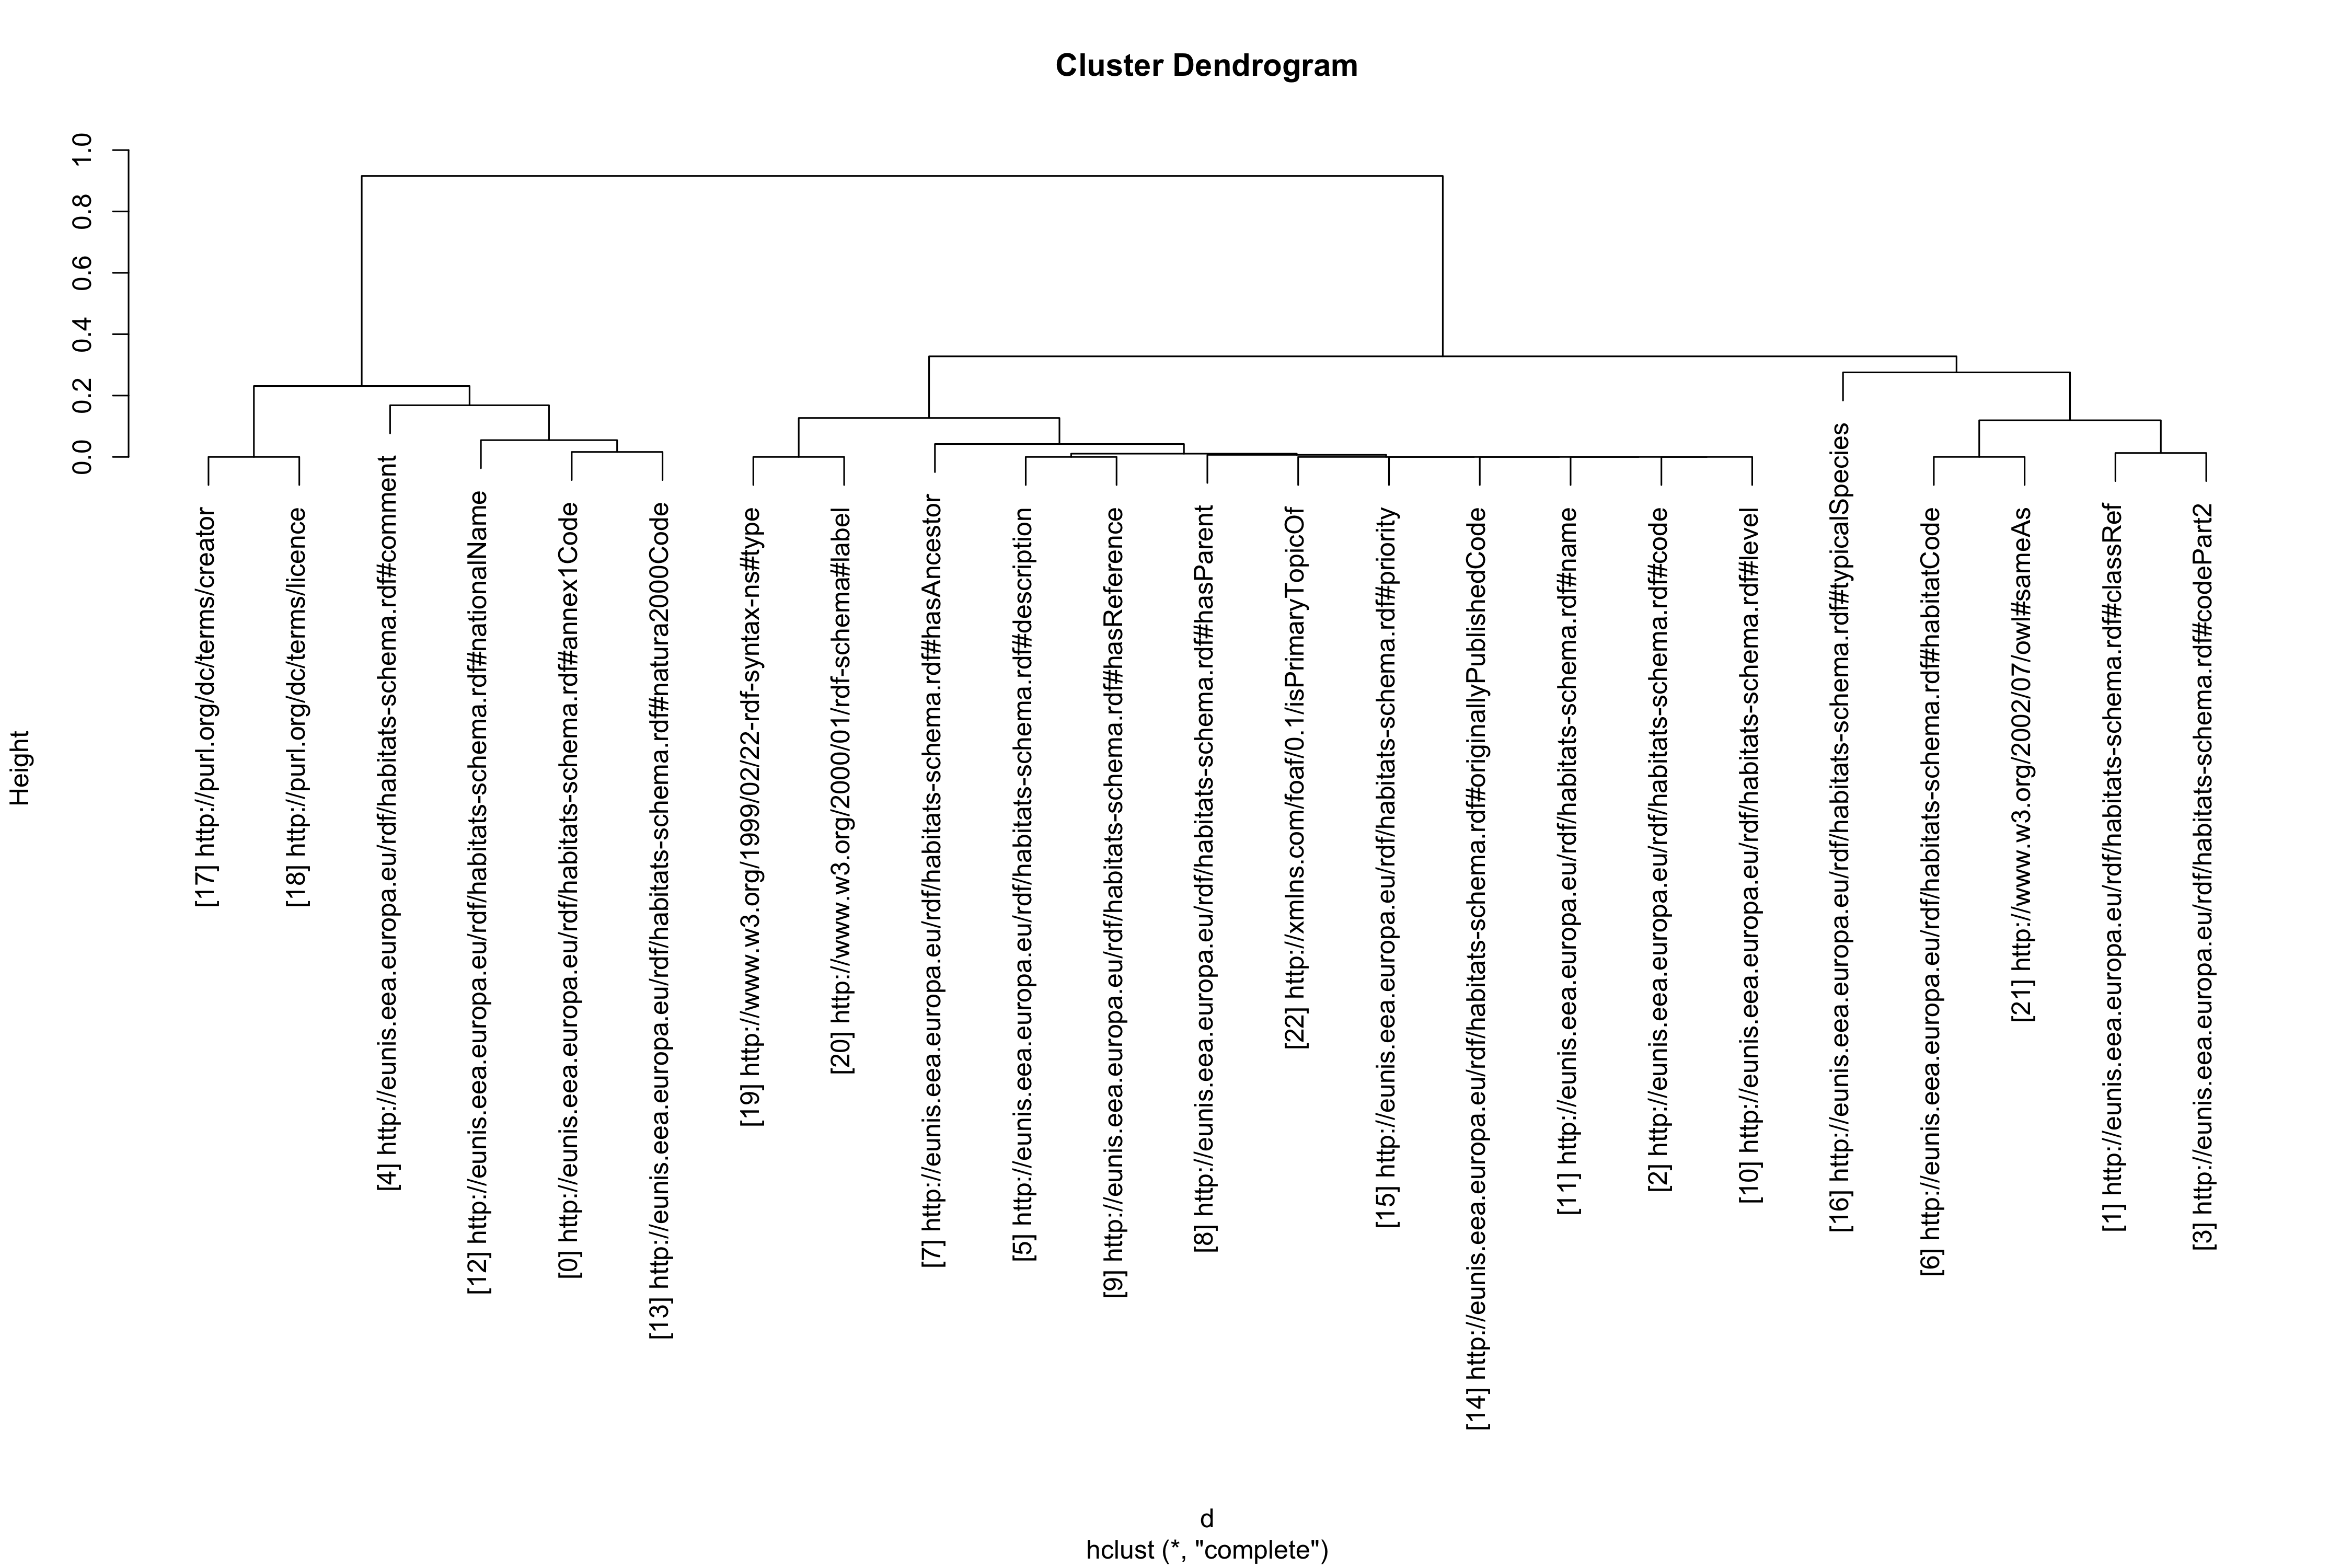 Cluster Dendrogram
1.0
0.8
0.6
0.4
0.2
0.0
Height
[17] http://purl.org/dc/terms/creator
[18] http://purl.org/dc/terms/licence
[4] http://eunis.eea.europa.eu/rdf/habitats-schema.rdf#comment
[12] http://eunis.eea.europa.eu/rdf/habitats-schema.rdf#nationalName
[0] http://eunis.eea.europa.eu/rdf/habitats-schema.rdf#annex1Code
[13] http://eunis.eea.europa.eu/rdf/habitats-schema.rdf#natura2000Code
[19] http://www.w3.org/1999/02/22-rdf-syntax-ns#type
[20] http://www.w3.org/2000/01/rdf-schema#label
[7] http://eunis.eea.europa.eu/rdf/habitats-schema.rdf#hasAncestor
[5] http://eunis.eea.europa.eu/rdf/habitats-schema.rdf#description
[9] http://eunis.eea.europa.eu/rdf/habitats-schema.rdf#hasReference
[8] http://eunis.eea.europa.eu/rdf/habitats-schema.rdf#hasParent
[22] http://xmlns.com/foaf/0.1/isPrimaryTopicOf
[15] http://eunis.eea.europa.eu/rdf/habitats-schema.rdf#priority
[14] http://eunis.eea.europa.eu/rdf/habitats-schema.rdf#originallyPublishedCode
[11] http://eunis.eea.europa.eu/rdf/habitats-schema.rdf#name
[2] http://eunis.eea.europa.eu/rdf/habitats-schema.rdf#code
[10] http://eunis.eea.europa.eu/rdf/habitats-schema.rdf#level
[16] http://eunis.eea.europa.eu/rdf/habitats-schema.rdf#typicalSpecies
[6] http://eunis.eea.europa.eu/rdf/habitats-schema.rdf#habitatCode
[21] http://www.w3.org/2002/07/owl#sameAs
[1] http://eunis.eea.europa.eu/rdf/habitats-schema.rdf#classRef
[3] http://eunis.eea.europa.eu/rdf/habitats-schema.rdf#codePart2
d
hclust (*, "complete")